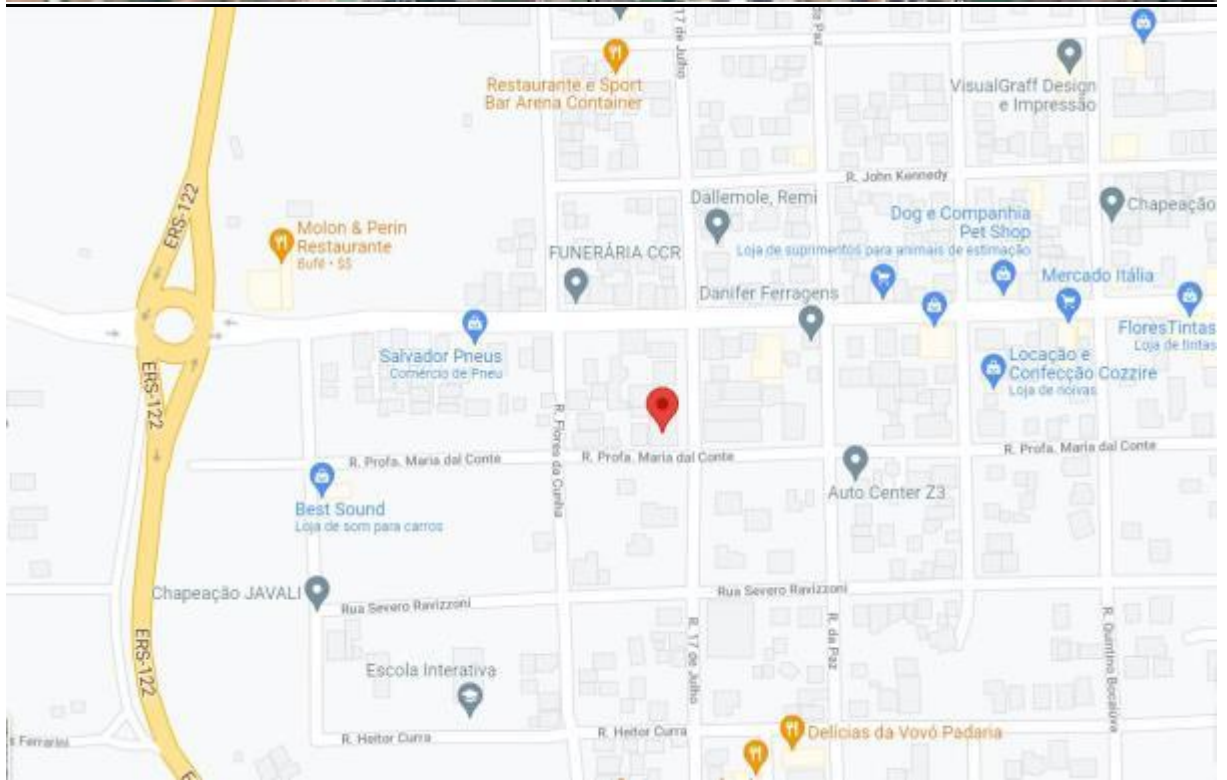 17 de Julho
da Paz
Restaurante e Sport
Bar Arena Container
VisualGraff Design
e Impressão
R. John Kennedy
ERS-122
Dallemole, Remi
Chapeação
Molon & Perin
Restaurante
Bufê • $$
Dog e Companhia
Pet Shop
Loja de suprimentos para animais de estimação
FUNERÁRIA CCR
Mercado Itália
Danifer Ferragens
FloresTintas
Loja de tintas
Salvador Pneus
Comércio de Pneu
Locação e
Confecção Cozzire
Loja de noivas
ERS-122
R. Flores da Cunha
R. Profa. Maria dal Conte
R. Profa. Maria dal Conte
R. Profa. Maria dal Conte
Auto Center Z3
Best Sound
Loja de som para carros
Chapeação JAVALI
Rua Severo Ravizzoni
Rua Severo Ravizzoni
ERS-122
R. 17 de Julho
R. da Paz
R. Quintino Bocaiúva
Escola Interativa
Ferrarini
R. Heitor Curra
R. Heitor Curra
Delícias da Vovó Padaria